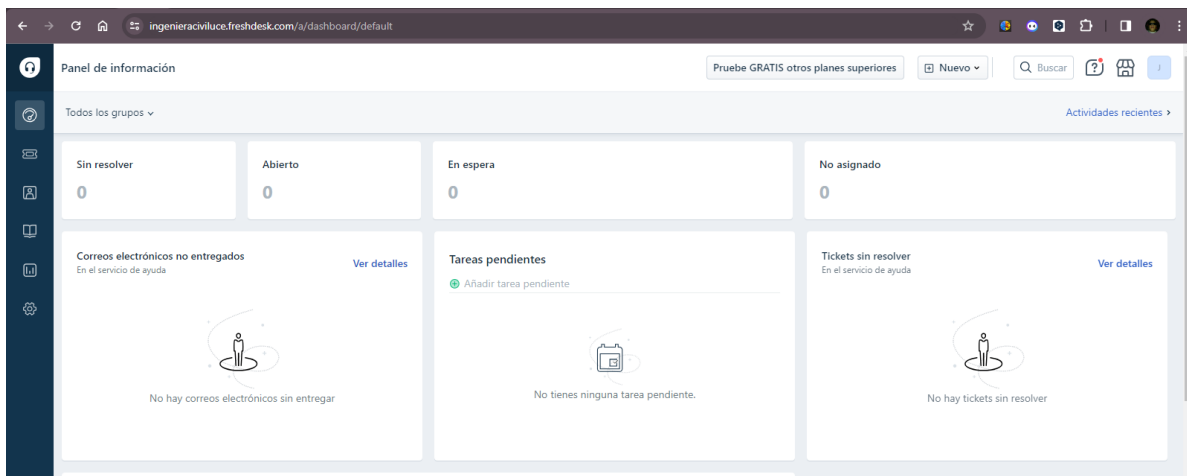 ingenieraciviluce.freshdesk.com/a/dashboard/default
Panel de información
Pruebe GRATIS otros planes superiores
Nuevo
Buscar
J
Todos los grupos
Actividades recientes
Sin resolver
0
Abierto
0
En espera
0
No asignado
0
Correos electrónicos no entregados
En el servicio de ayuda
Ver detalles
No hay correos electrónicos sin entregar
Tareas pendientes
Añadir tarea pendiente
No tienes ninguna tarea pendiente.
Tickets sin resolver
En el servicio de ayuda
Ver detalles
No hay tickets sin resolver